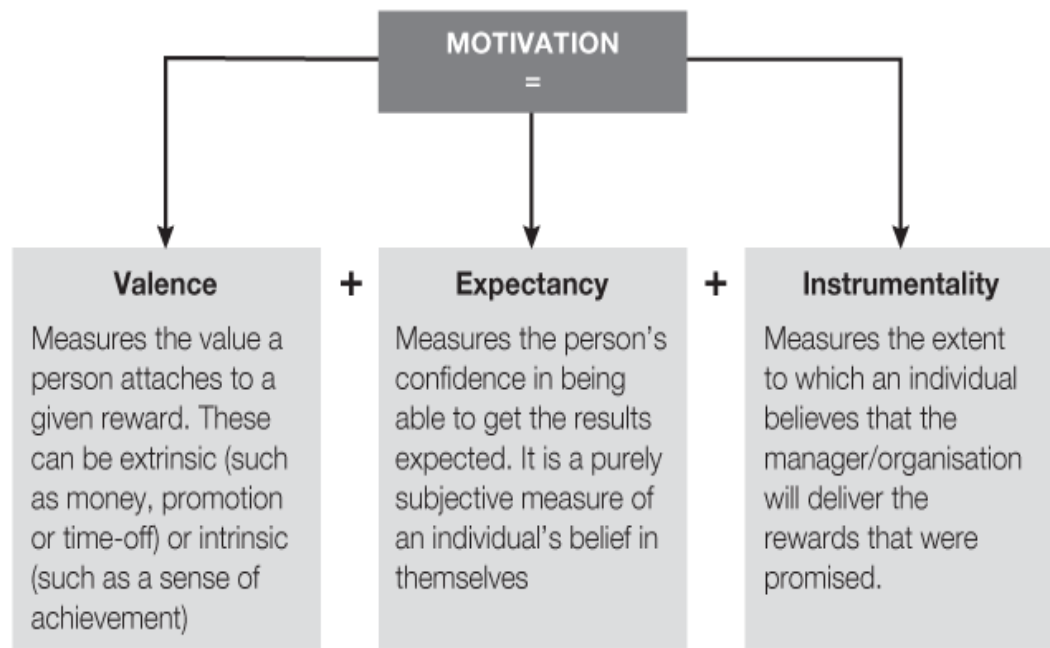 MOTIVATION
=
Valence
Measures the value a
person attaches to a
given reward. These
can be extrinsic (such
as money, promotion
or time-off) or intrinsic
(such as a sense of
achievement)
+
Expectancy
Measures the person's
confidence in being
able to get the results
expected. It is a purely
subjective measure of
an individual's belief in
themselves
+
Instrumentality
Measures the extent
to which an individual
believes that the
manager/organisation
will deliver the
rewards that were
promised.